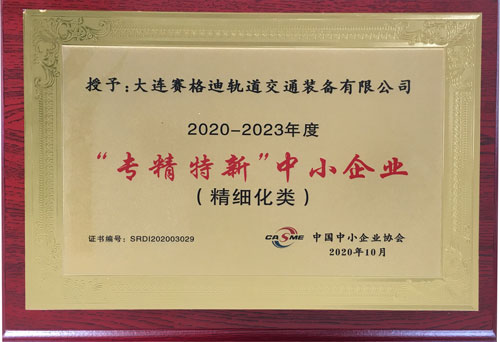 授予：大连赛格迪轨道交通装备有限公司
2020-2023年度
“专精特新”中小企业
（精细化类）
证书编号：SRDI202003029
CASME 中国中小企业协会
2020年10月